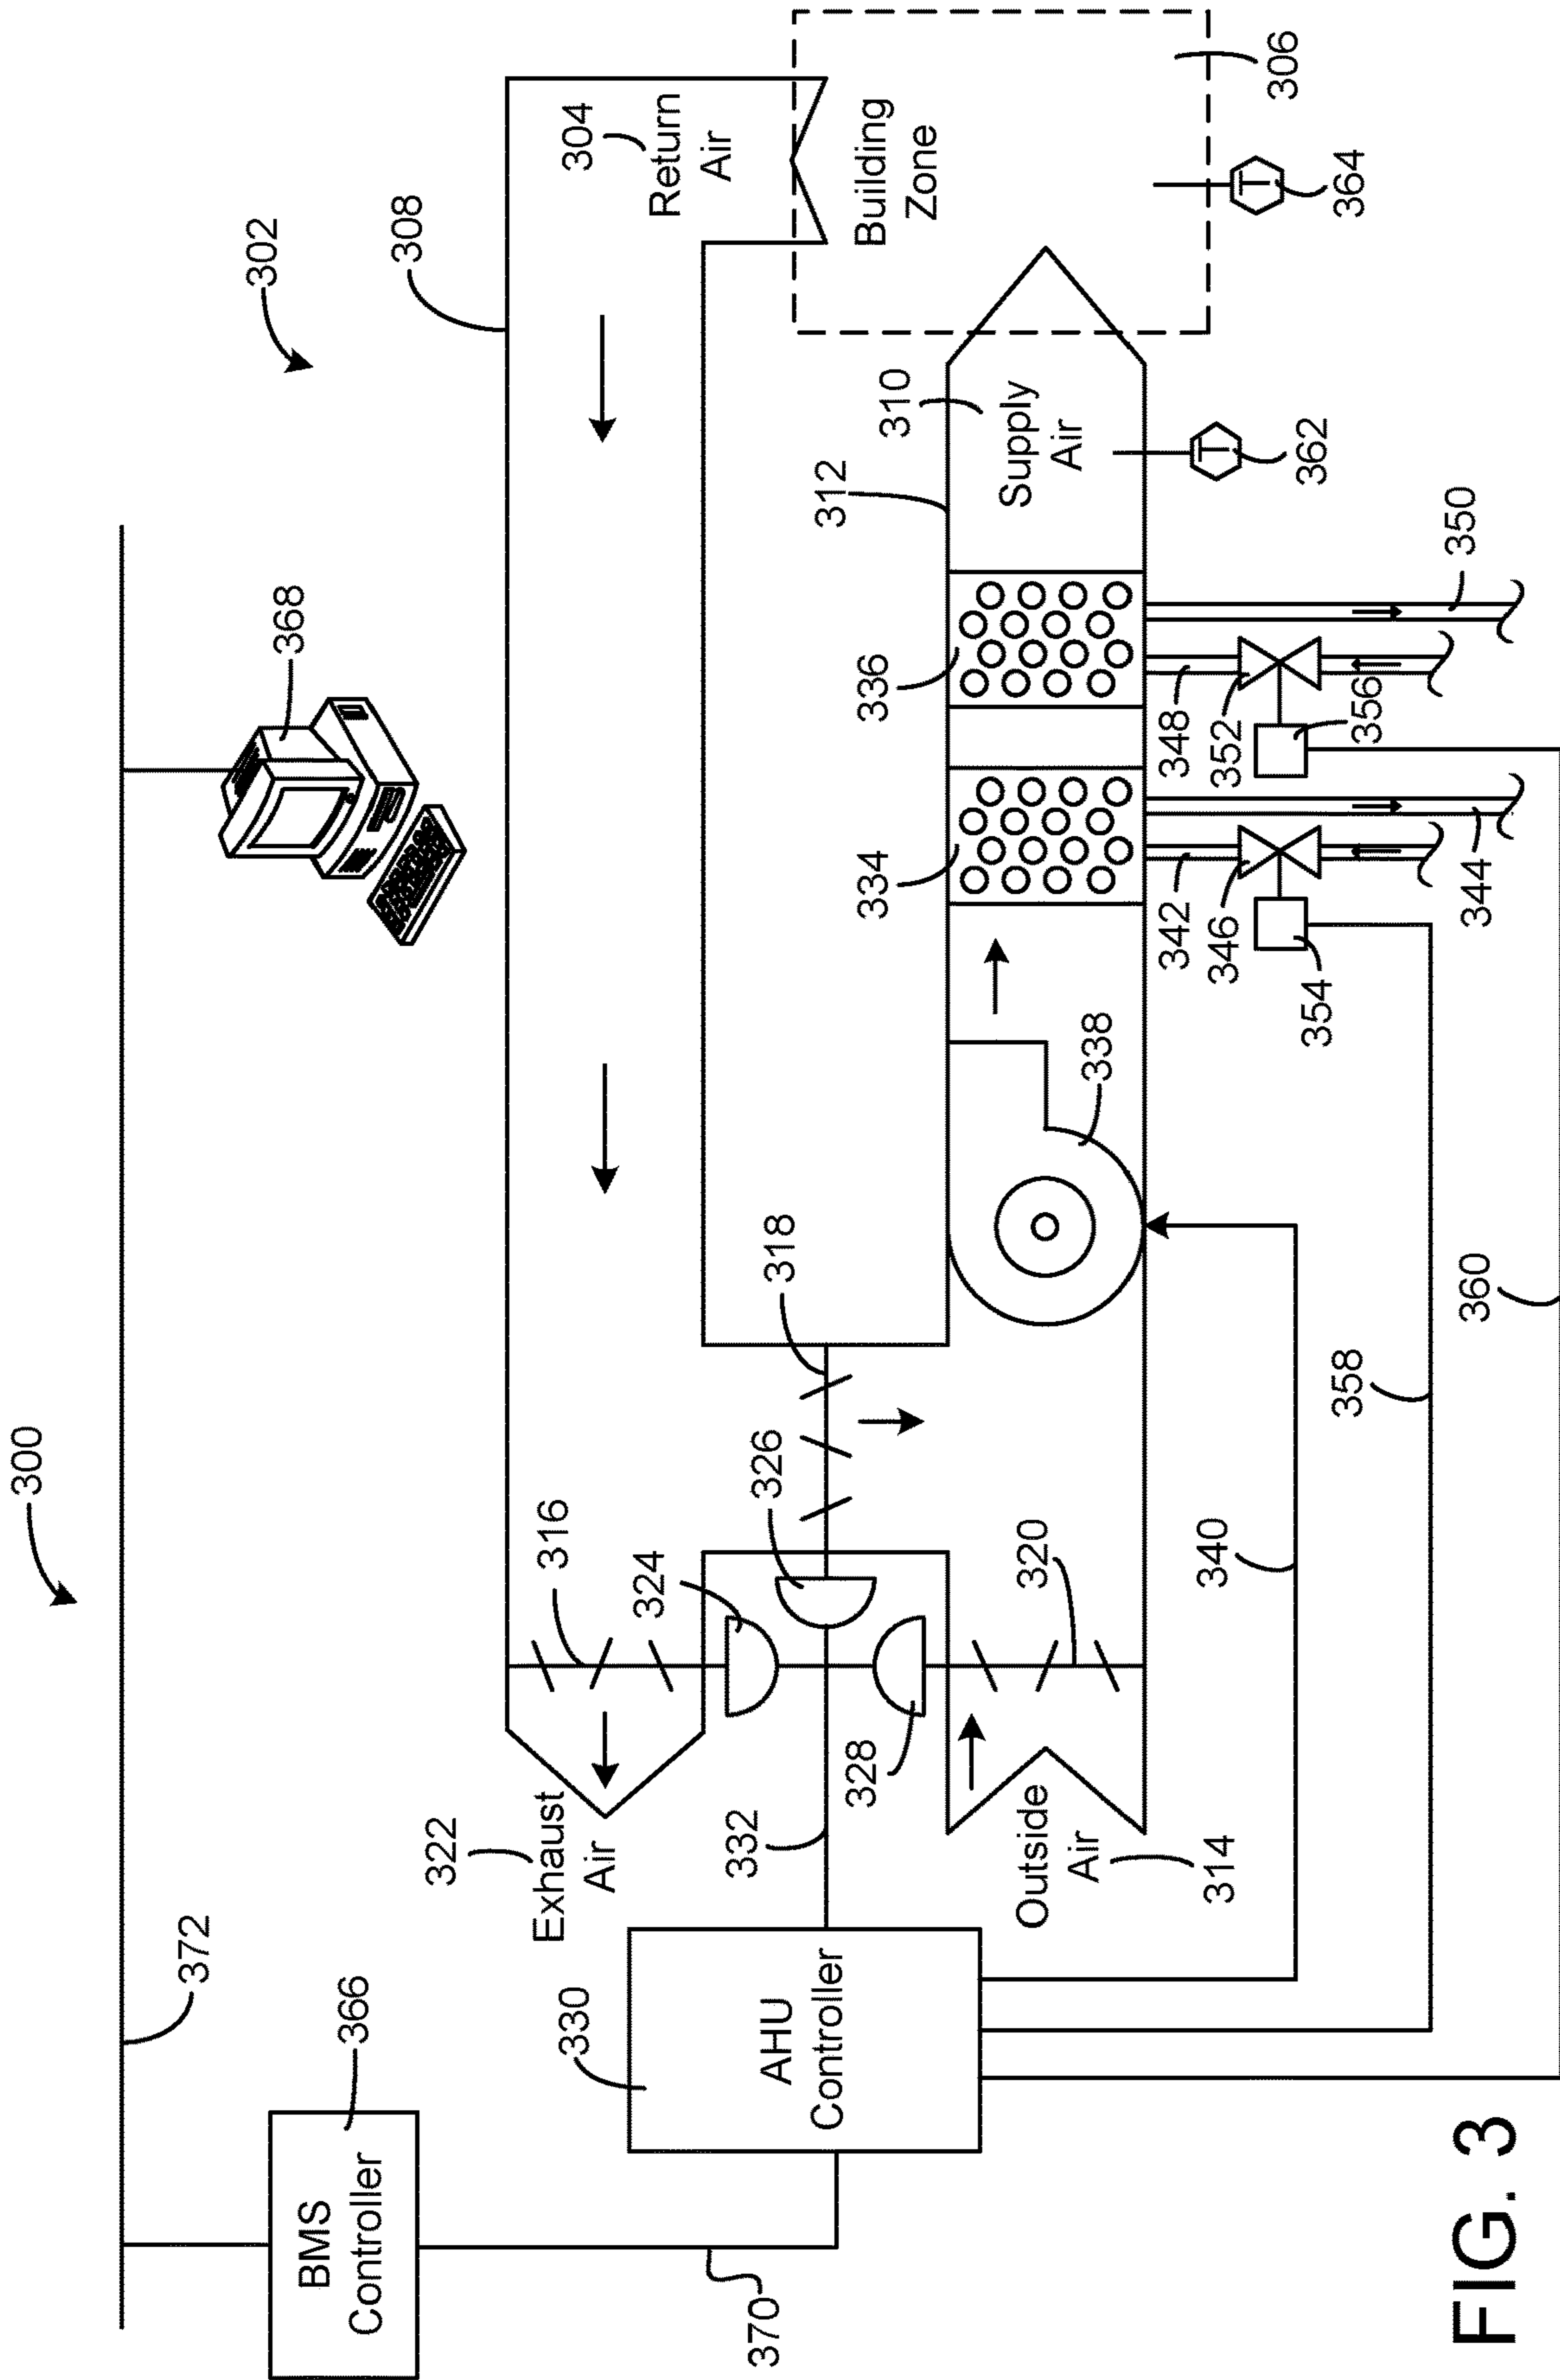 300
372
366
BMS
Controller
370
368
302
308
304
Return
Air
Building
Zone
306
364
322
Exhaust
Air
316
324
326
318
332
328
330
AHU
Controller
Outside
Air
314
320
338
334
336
312
310
Supply
Air
362
342
346
354
344
348
352
356
350
340
358
360
T
T
FIG. 3